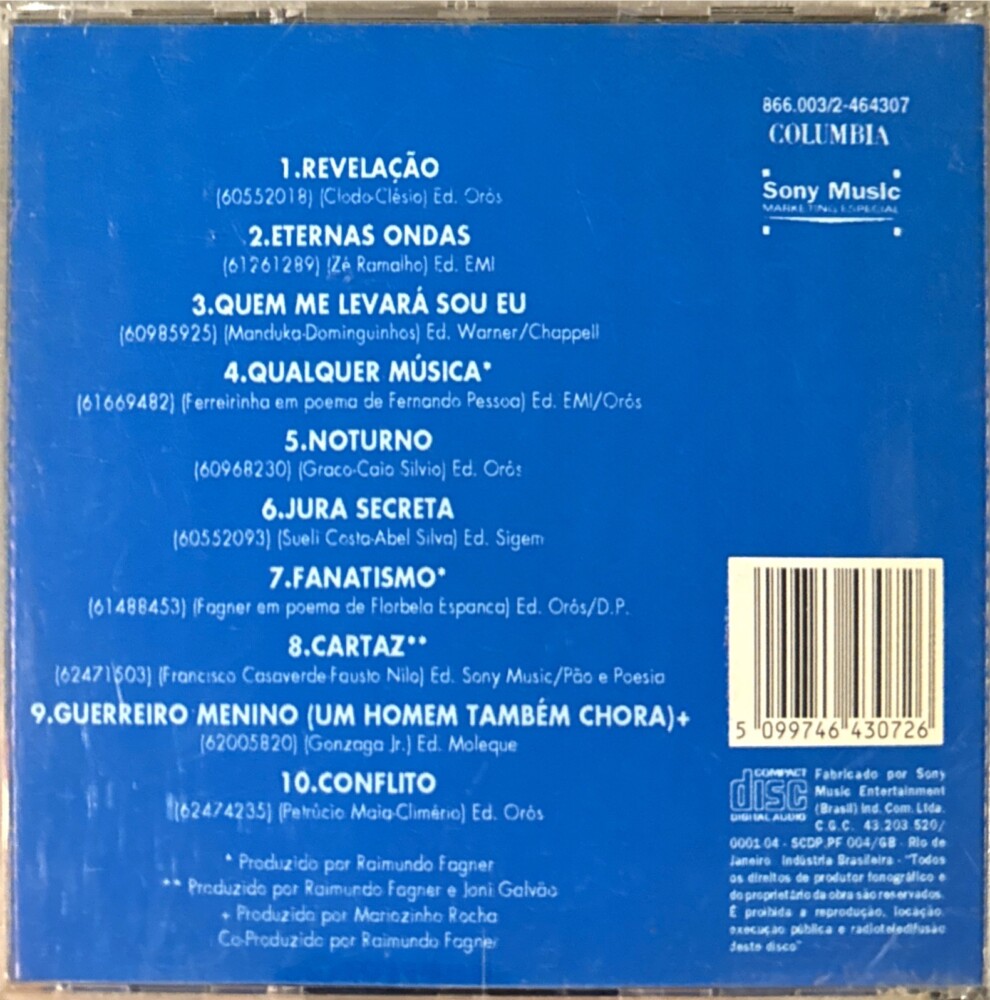 866.003/2-464307
COLUMBIA
Sony Music
MARKETING ESPECIAL
1.REVELAÇÃO
(60552018) (Clodo-Clésio) Ed. Orós
2.ETERNAS ONDAS
(61261289) (Zé Ramalho) Ed. EMI
3.QUEM ME LEVARÁ SOU EU
(60985925) (Manduka-Dominguinhos) Ed. Warner/Chappell
4.QUALQUER MÚSICA*
(61669482) (Ferreirinha em poema de Fernando Pessoa) Ed. EMI/Orós
5.NOTURNO
(60968230) (Graco-Caio Silvio) Ed. Orós
6.JURA SECRETA
(60552093) (Sueli Costa-Abel Silva) Ed. Sigem
7.FANATISMO*
(61488453) (Fagner em poema de Florbela Espanca) Ed. Orós/D.P.
8.CARTAZ**
(62471503) (Francisco Casaverde-Fausto Nilo) Ed. Sony Music/Pão e Poesia
9.GUERREIRO MENINO (UM HOMEM TAMBÉM CHORA)+
(62005820) (Gonzaga Jr.) Ed. Moleque
10.CONFLITO
(62474235) (Petrúcio Maia-Climério) Ed. Orós
* Produzido por Raimundo Fagner
** Produzido por Raimundo Fagner e Joni Galvão
+ Produzido por Mariozinho Rocha
Co-Produzido por Raimundo Fagner
5 099746 430726
COMPACT
disc
DIGITAL AUDIO
Fabricado por Sony
Music Entertainment
(Brasil) Ind. Com. Ltda.
C.G.C. 43.203.520/
0001.04 - SCDP.PF 004/GB - Rio de
Janeiro Indústria Brasileira - "Todos
os direitos de produtor fonográfico e
do proprietário da obra são reservados.
É proibida a reprodução, locação,
execução pública e radioteledifusão
deste disco"